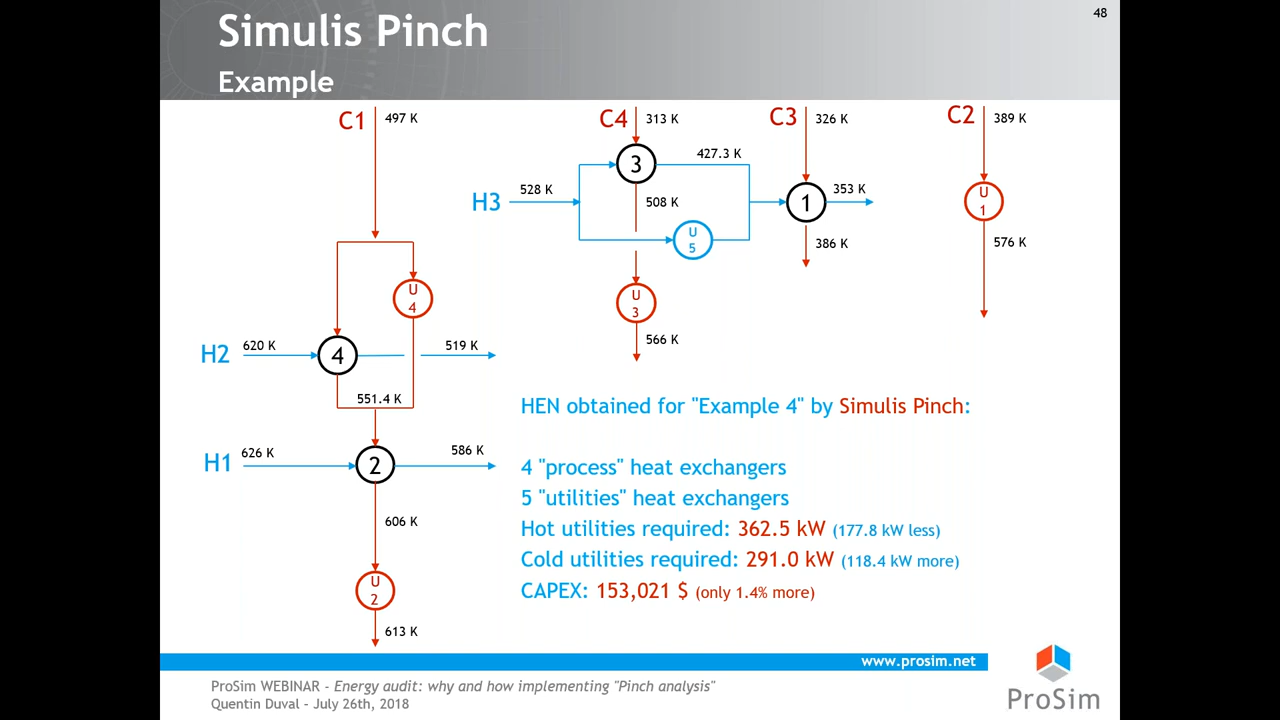 48
Simulis Pinch
Example
C1
497 K
C4
313 K
C3
326 K
C2
389 K
3
427.3 K
H3
528 K
508 K
1
353 K
U
1
U
5
386 K
576 K
U
4
U
3
566 K
H2
620 K
4
519 K
551.4 K
HEN obtained for "Example 4" by Simulis Pinch:
H1
626 K
2
586 K
4 "process" heat exchangers
5 "utilities" heat exchangers
606 K
Hot utilities required: 362.5 kW (177.8 kW less)
Cold utilities required: 291.0 kW (118.4 kW more)
U
2
CAPEX: 153,021 $ (only 1.4% more)
613 K
www.prosim.net
ProSim WEBINAR - Energy audit: why and how implementing "Pinch analysis"
Quentin Duval - July 26th, 2018
ProSim